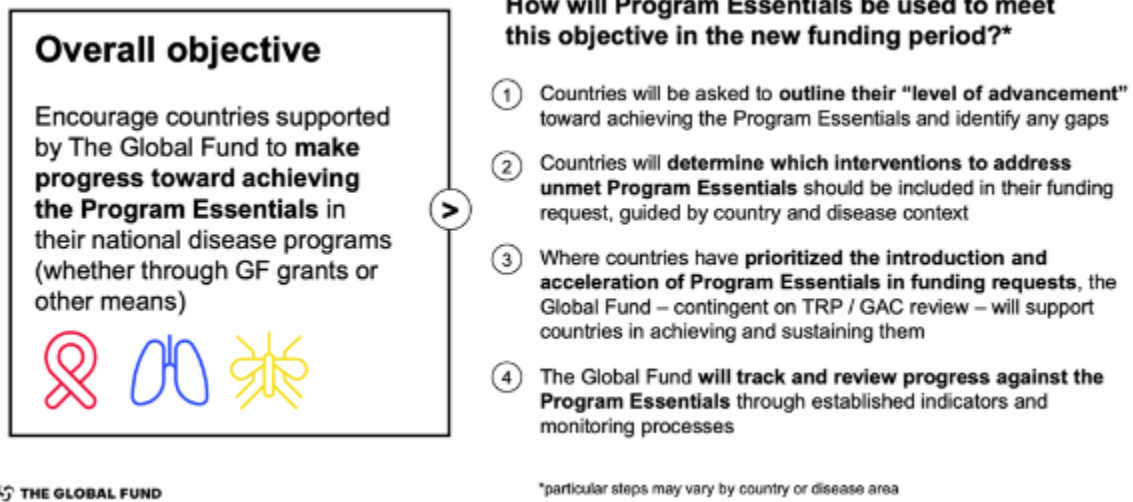 Overall objective
Encourage countries supported
by The Global Fund to make
progress toward achieving
the Program Essentials in
their national disease programs
(whether through GF grants or
other means)
>
How will Program Essentials be used to meet
this objective in the new funding period?*
1 Countries will be asked to outline their “level of advancement”
toward achieving the Program Essentials and identify any gaps
2 Countries will determine which interventions to address
unmet Program Essentials should be included in their funding
request, guided by country and disease context
3 Where countries have prioritized the introduction and
acceleration of Program Essentials in funding requests, the
Global Fund – contingent on TRP / GAC review – will support
countries in achieving and sustaining them
4 The Global Fund will track and review progress against the
Program Essentials through established indicators and
monitoring processes
THE GLOBAL FUND
*particular steps may vary by country or disease area